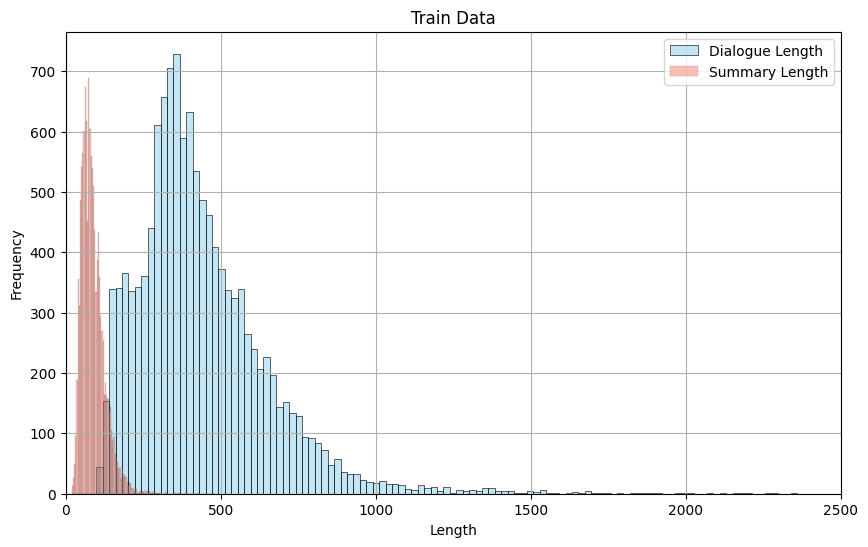 Train Data
Dialogue Length
Summary Length
Frequency
700
600
500
400
300
200
100
0
0 500 1000 1500 2000 2500
Length